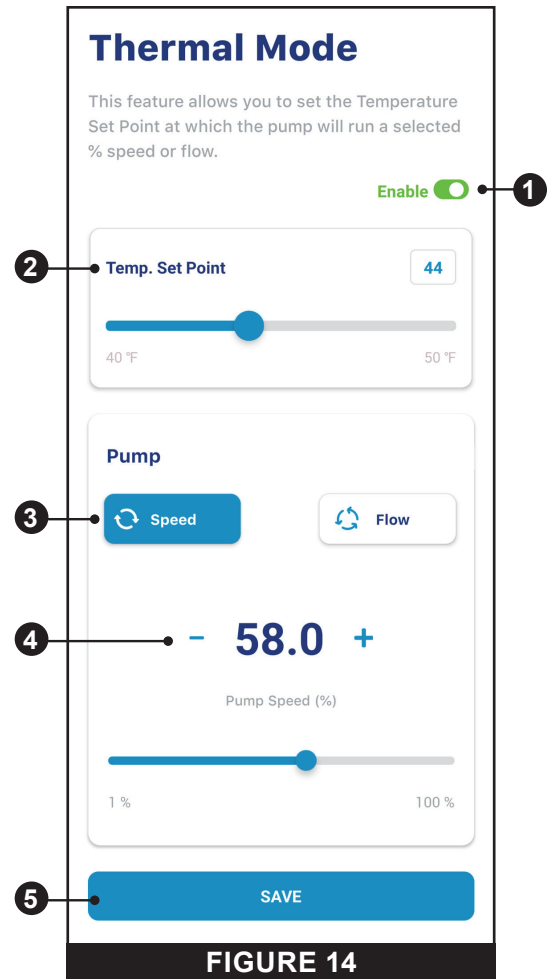 Thermal Mode
This feature allows you to set the Temperature
Set Point at which the pump will run a selected
% speed or flow.
Enable
1
2
Temp. Set Point
44
40 °F
50 °F
Pump
3
Speed
Flow
4
- 58.0 +
Pump Speed (%)
1 %
100 %
5
SAVE
FIGURE 14